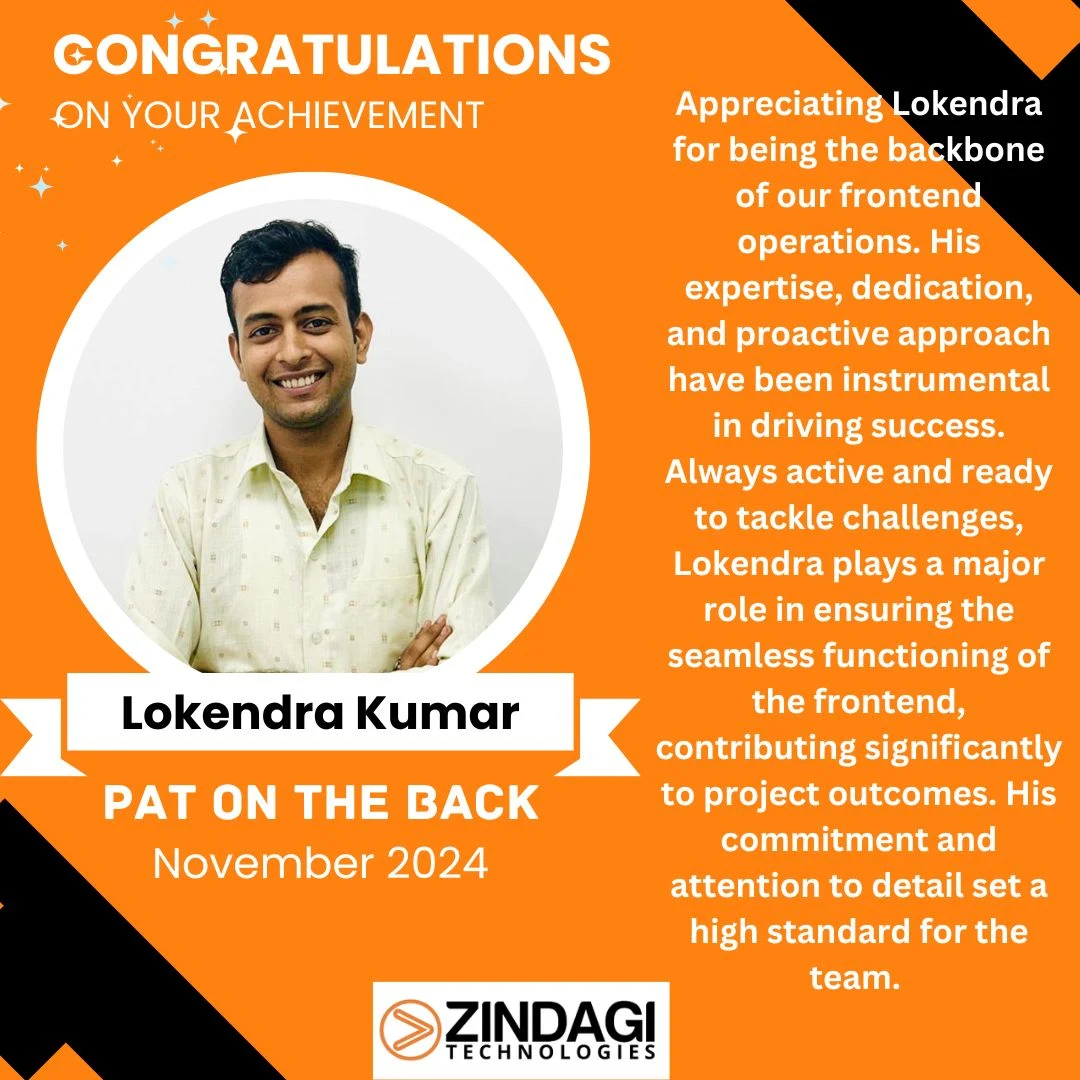 CONGRATULATIONS
ON YOUR ACHIEVEMENT
Lokendra Kumar
PAT ON THE BACK
November 2024
Appreciating Lokendra
for being the backbone
of our frontend
operations. His
expertise, dedication,
and proactive approach
have been instrumental
in driving success.
Always active and ready
to tackle challenges,
Lokendra plays a major
role in ensuring the
seamless functioning of
the frontend,
contributing significantly
to project outcomes. His
commitment and
attention to detail set a
high standard for the
team.
ZINDAGI
TECHNOLOGIES